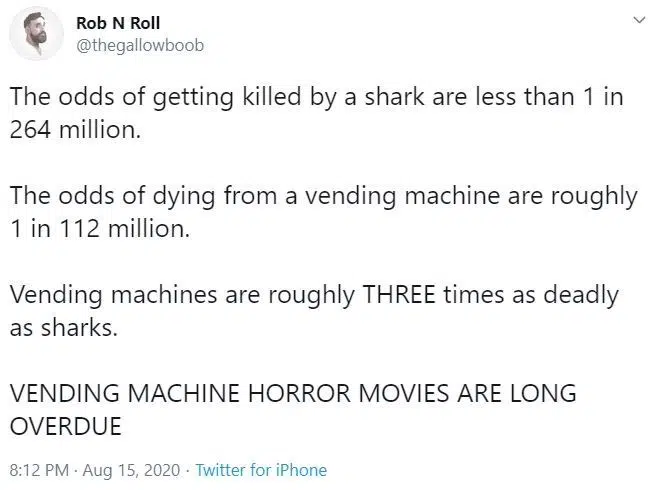 Rob N Roll
@thegallowboob
The odds of getting killed by a shark are less than 1 in
264 million.
The odds of dying from a vending machine are roughly
1 in 112 million.
Vending machines are roughly THREE times as deadly
as sharks.
VENDING MACHINE HORROR MOVIES ARE LONG
OVERDUE
8:12 PM · Aug 15, 2020 · Twitter for iPhone